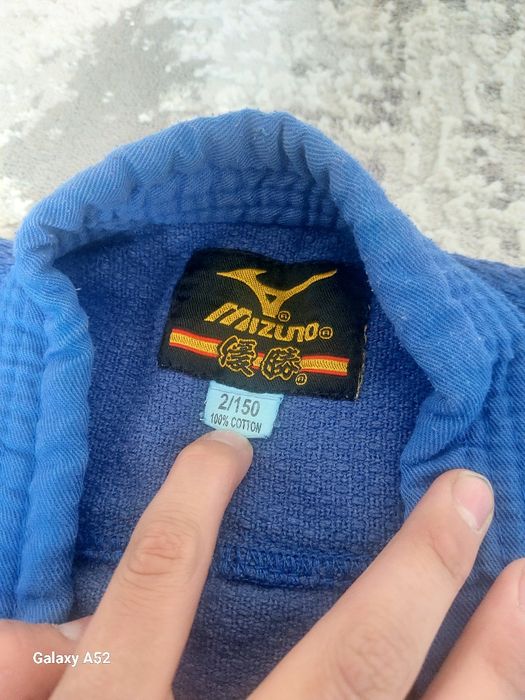 Mizuno®
®
優勝®
2/150
100% COTTON
Galaxy A52